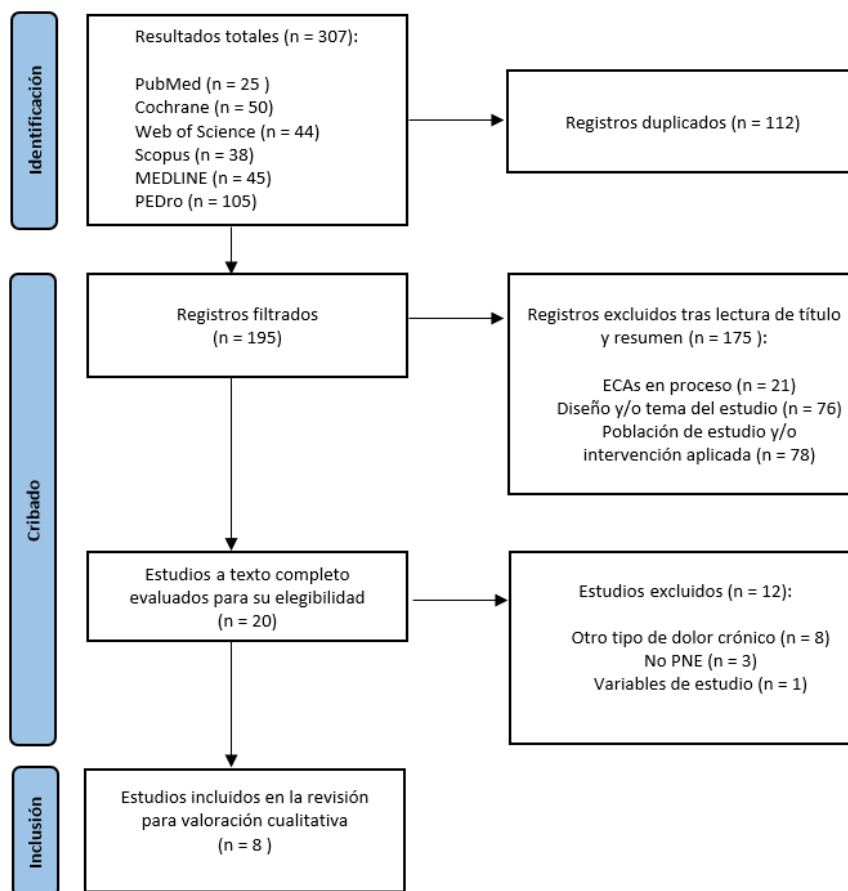 Identificación
Resultados totales (n = 307):
PubMed (n = 25 )
Cochrane (n = 50)
Web of Science (n = 44)
Scopus (n = 38)
MEDLINE (n = 45)
PEDro (n = 105)
Registros duplicados (n = 112)
Cribado
Registros filtrados
(n = 195)
Registros excluidos tras lectura de título
y resumen (n = 175 ):
ECAs en proceso (n = 21)
Diseño y/o tema del estudio (n = 76)
Población de estudio y/o
intervención aplicada (n = 78)
Estudios a texto completo
evaluados para su elegibilidad
(n = 20)
Estudios excluidos (n = 12):
Otro tipo de dolor crónico (n = 8)
No PNE (n = 3)
Variables de estudio (n = 1)
Inclusión
Estudios incluidos en la revisión
para valoración cualitativa
(n = 8 )